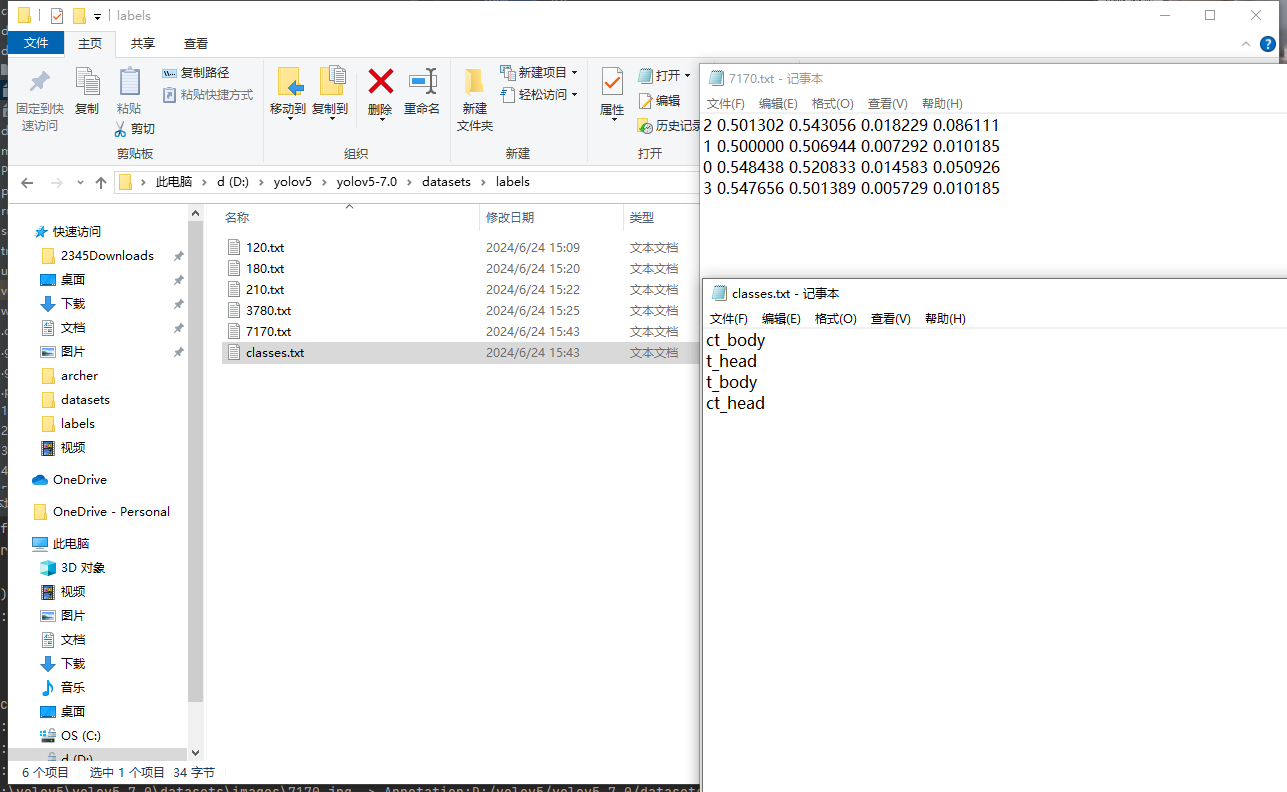 labels
文件 主页 共享 查看
固定到快速访问
复制
粘贴
复制路径
粘贴快捷方式
剪切
剪贴板
移动到 复制到 删除 重命名
组织
新建文件夹
新建项目
轻松访问
新建
属性
打开
编辑
历史记录
打开
此电脑 d (D:) yolov5 yolov5-7.0 datasets labels
快速访问
2345Downloads
桌面
下载
文档
图片
archer
datasets
labels
视频
OneDrive
OneDrive - Personal
此电脑
3D 对象
视频
图片
文档
下载
音乐
桌面
OS (C:)
d (D:)
名称 修改日期 类型
120.txt 2024/6/24 15:09 文本文档
180.txt 2024/6/24 15:20 文本文档
210.txt 2024/6/24 15:22 文本文档
3780.txt 2024/6/24 15:25 文本文档
7170.txt 2024/6/24 15:43 文本文档
classes.txt 2024/6/24 15:43 文本文档
6 个项目 选中 1 个项目 34 字节
7170.txt - 记事本
文件(F) 编辑(E) 格式(O) 查看(V) 帮助(H)
2 0.501302 0.543056 0.018229 0.086111
1 0.500000 0.506944 0.007292 0.010185
0 0.548438 0.520833 0.014583 0.050926
3 0.547656 0.501389 0.005729 0.010185
classes.txt - 记事本
文件(F) 编辑(E) 格式(O) 查看(V) 帮助(H)
ct_body
t_head
t_body
ct_head
:\yolov5\yolov5-7.0\datasets\images\7170.jpg -> Annotation:D:/yolov5/yolov5-7.0/datasets